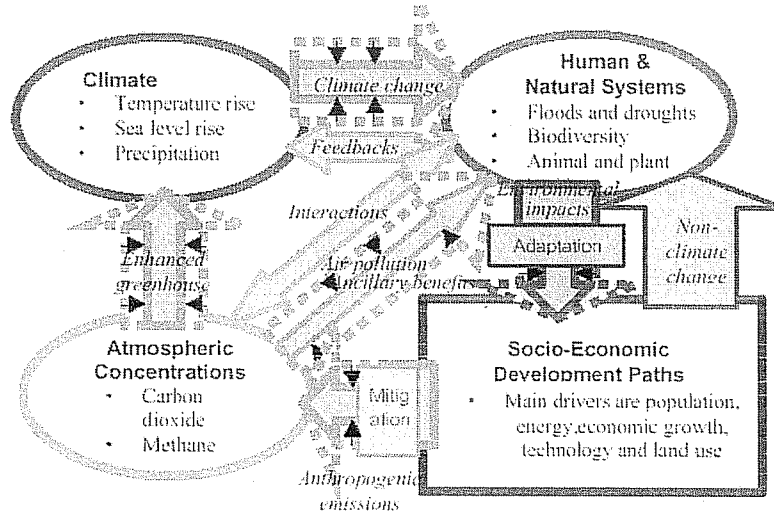 Climate
• Temperature rise
• Sea level rise
• Precipitation
Climate change
Feedbacks
Human &
Natural Systems
• Floods and droughts
• Biodiversity
• Animal and plant
Interactions
Environmental
impacts
Adaptation
Non-
climate
change
Enhanced
greenhouse
Air pollution
Ancillary benefits
Atmospheric
Concentrations
• Carbon
dioxide
• Methane
Mitig
ation
Anthropogenic
emissions
Socio-Economic
Development Paths
• Main drivers are population,
energy,economic growth,
technology and land use